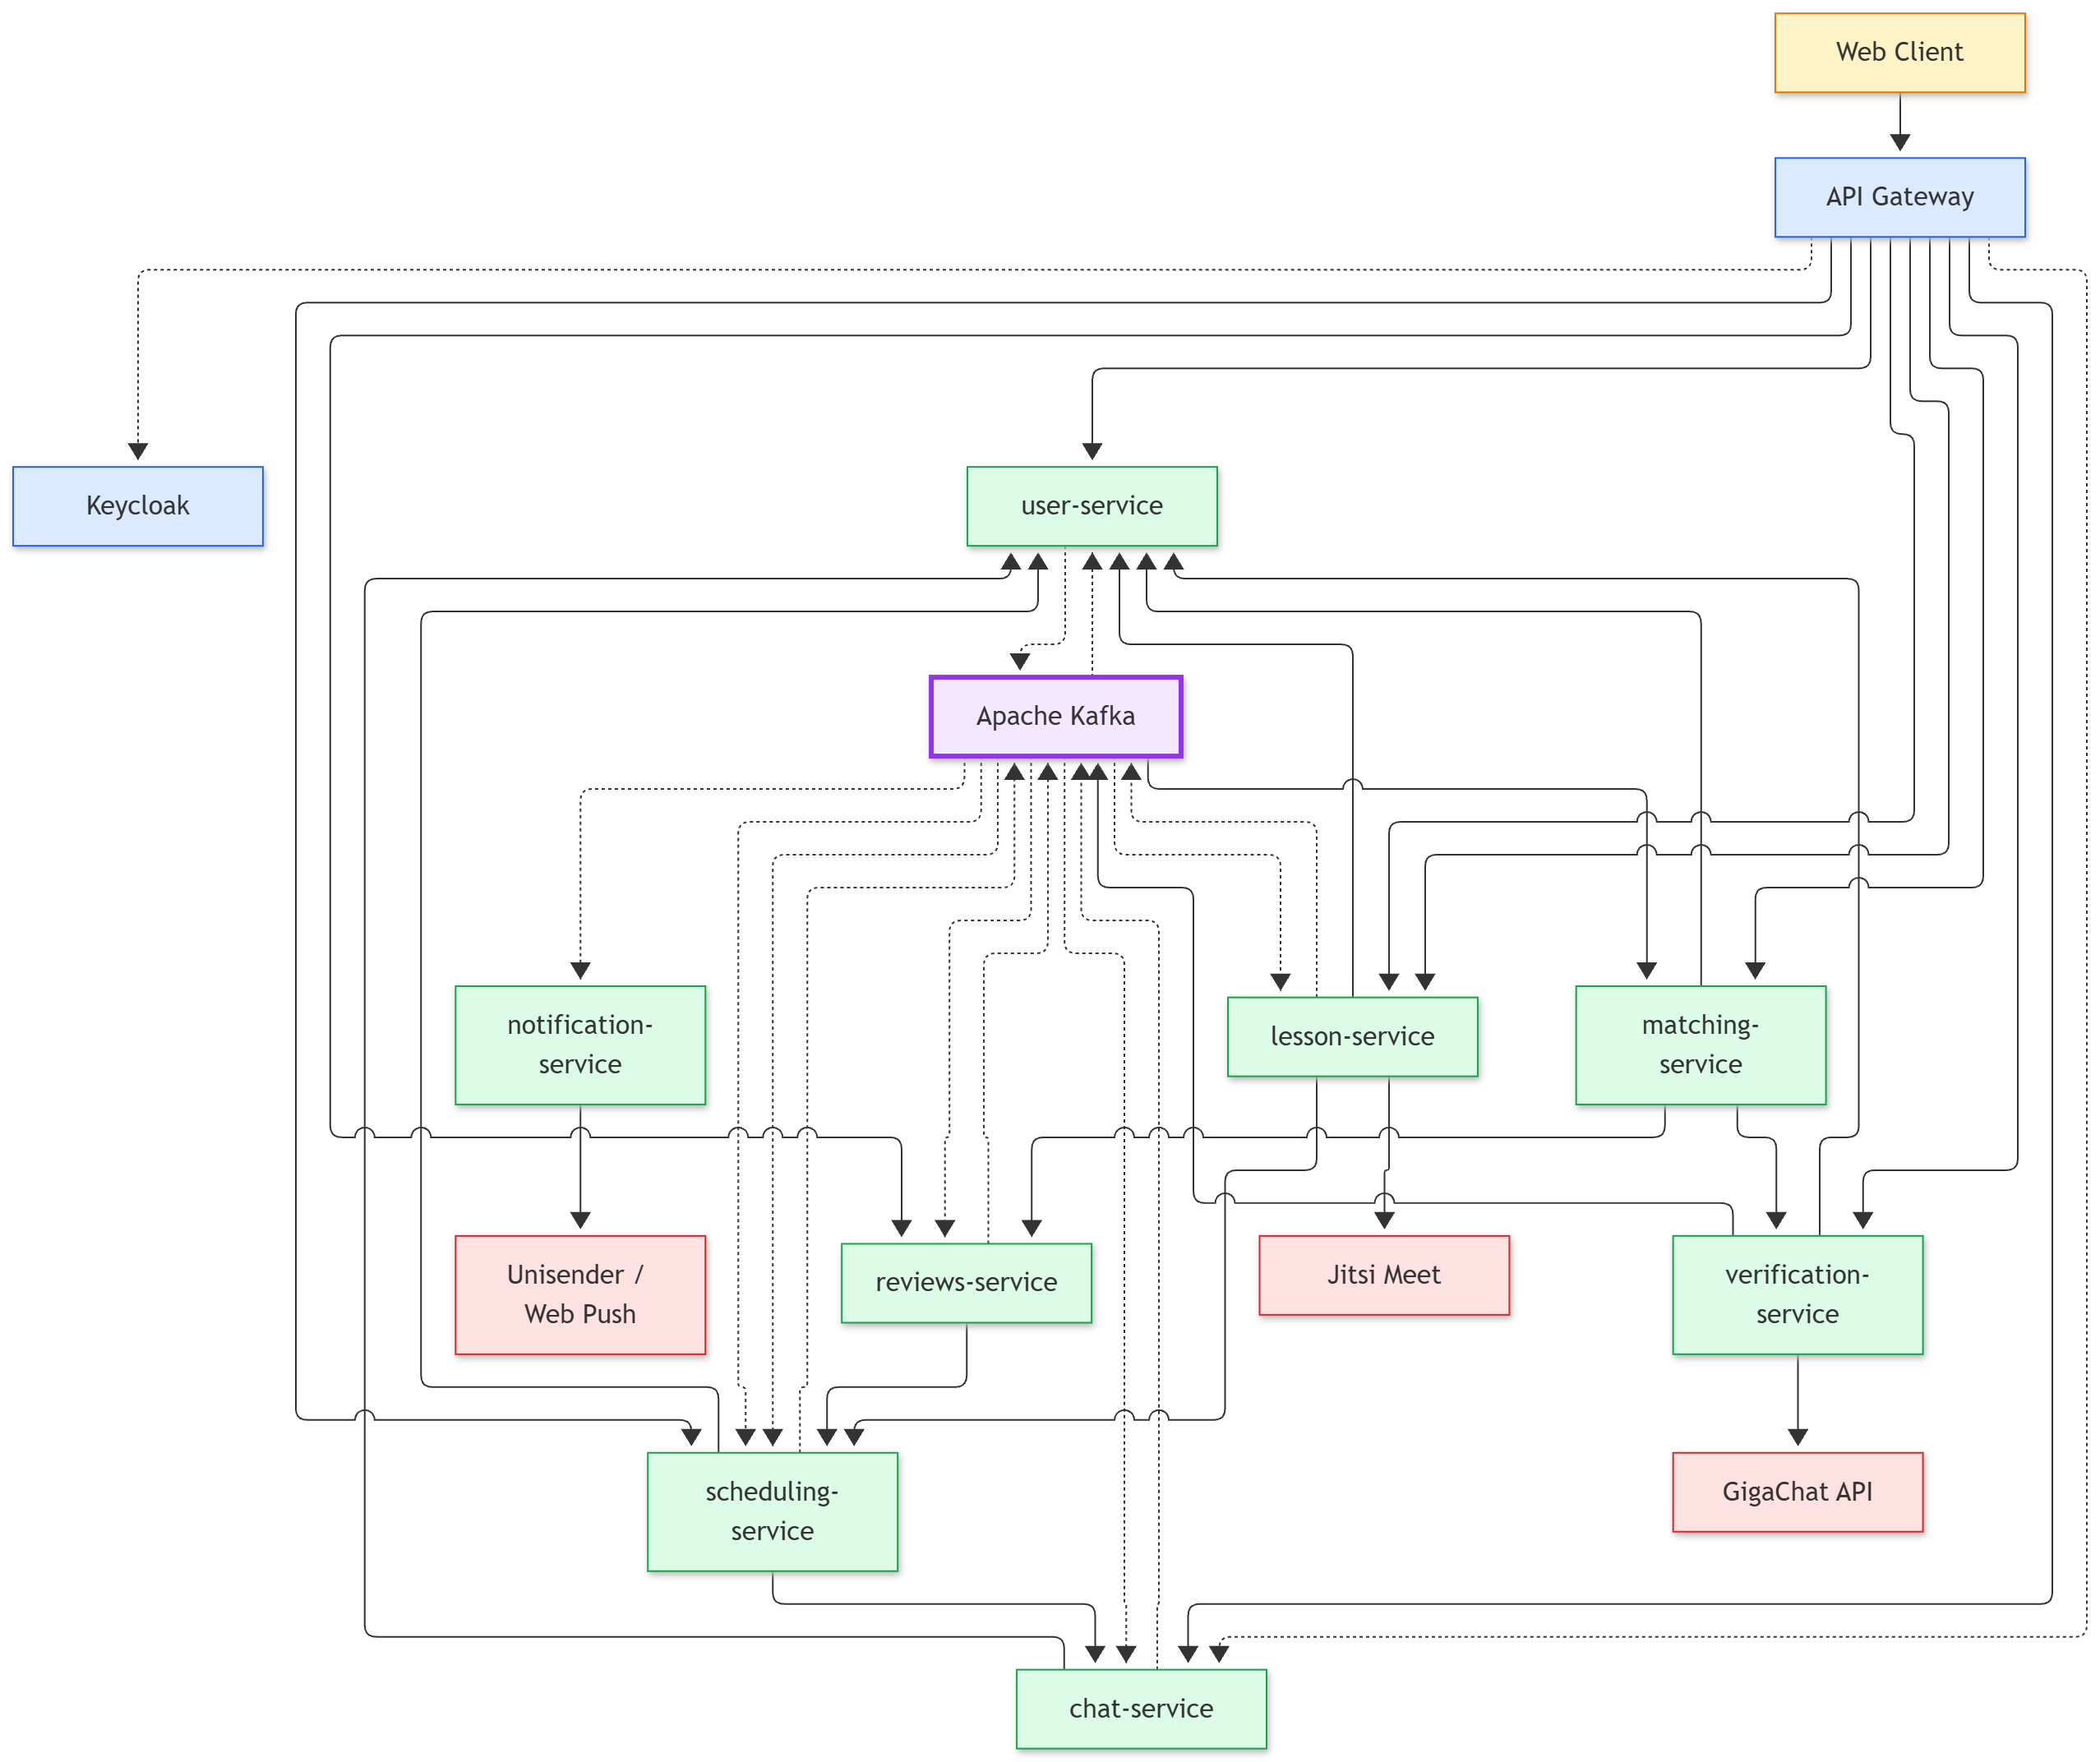 Web Client
API Gateway
Keycloak
user-service
Apache Kafka
notification-
service
lesson-service
matching-
service
Unisender /
Web Push
reviews-service
Jitsi Meet
verification-
service
scheduling-
service
GigaChat API
chat-service